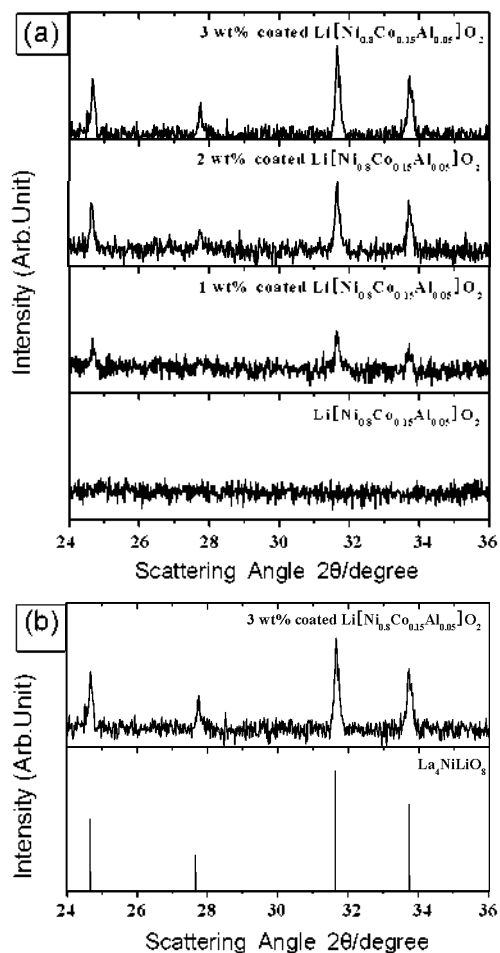 (a)
3 wt% coated Li[Ni0.8Co0.15Al0.05]O2
2 wt% coated Li[Ni0.8Co0.15Al0.05]O2
1 wt% coated Li[Ni0.8Co0.15Al0.05]O2
Li[Ni0.8Co0.15Al0.05]O2
Intensity (Arb.Unit)
24 26 28 30 32 34 36
Scattering Angle 2θ/degree
(b)
3 wt% coated Li[Ni0.8Co0.15Al0.05]O2
La4NiLiO8
Intensity (Arb.Unit)
24 26 28 30 32 34 36
Scattering Angle 2θ/degree